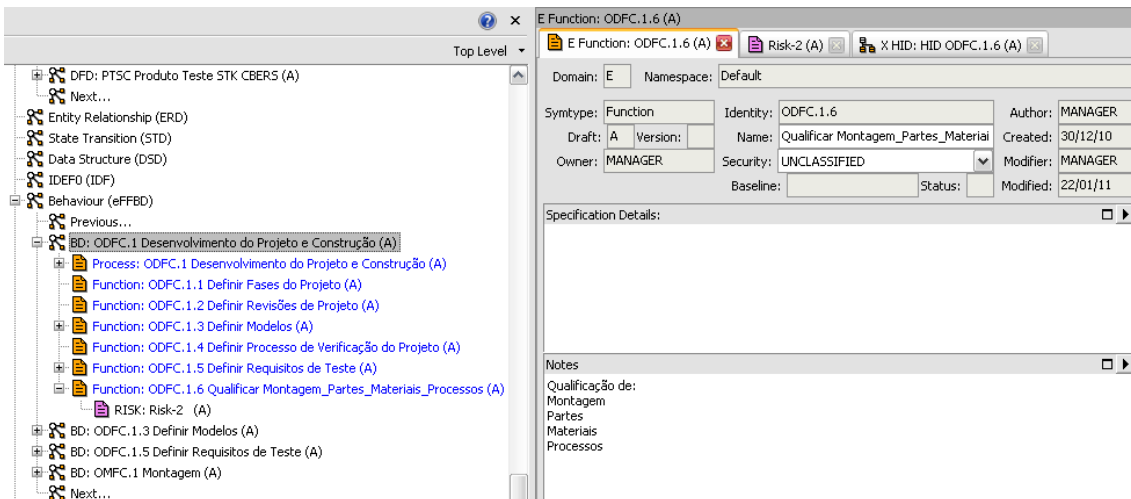 Top Level
DFD: PTSC Produto Teste STK CBERS (A)
Next...
Entity Relationship (ERD)
State Transition (STD)
Data Structure (DSD)
IDEF0 (IDF)
Behaviour (eFFBD)
Previous...
BD: ODFC.1 Desenvolvimento do Projeto e Construção (A)
Process: ODFC.1 Desenvolvimento do Projeto e Construção (A)
Function: ODFC.1.1 Definir Fases do Projeto (A)
Function: ODFC.1.2 Definir Revisões de Projeto (A)
Function: ODFC.1.3 Definir Modelos (A)
Function: ODFC.1.4 Definir Processo de Verificação do Projeto (A)
Function: ODFC.1.5 Definir Requisitos de Teste (A)
Function: ODFC.1.6 Qualificar Montagem_Partes_Materiais_Processos (A)
RISK: Risk-2 (A)
BD: ODFC.1.3 Definir Modelos (A)
BD: ODFC.1.5 Definir Requisitos de Teste (A)
BD: OMFC.1 Montagem (A)
Next...
E Function: ODFC.1.6 (A)
E Function: ODFC.1.6 (A) Risk-2 (A) X HID: HID ODFC.1.6 (A)
Domain: E Namespace: Default
Symtype: Function Identity: ODFC.1.6 Author: MANAGER
Draft: A Version: Name: Qualificar Montagem_Partes_Materiai Created: 30/12/10
Owner: MANAGER Security: UNCLASSIFIED Modifier: MANAGER
Baseline: Status: Modified: 22/01/11
Specification Details:
Notes
Qualificação de:
Montagem
Partes
Materiais
Processos